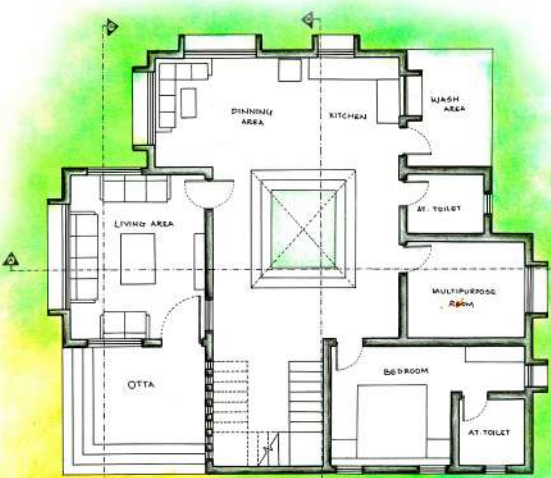 DINNING
AREA
KITCHEN
WASH
AREA
AT. TOILET
LIVING AREA
MULTIPURPOSE
ROOM
BEDROOM
OTTA
AT. TOILET